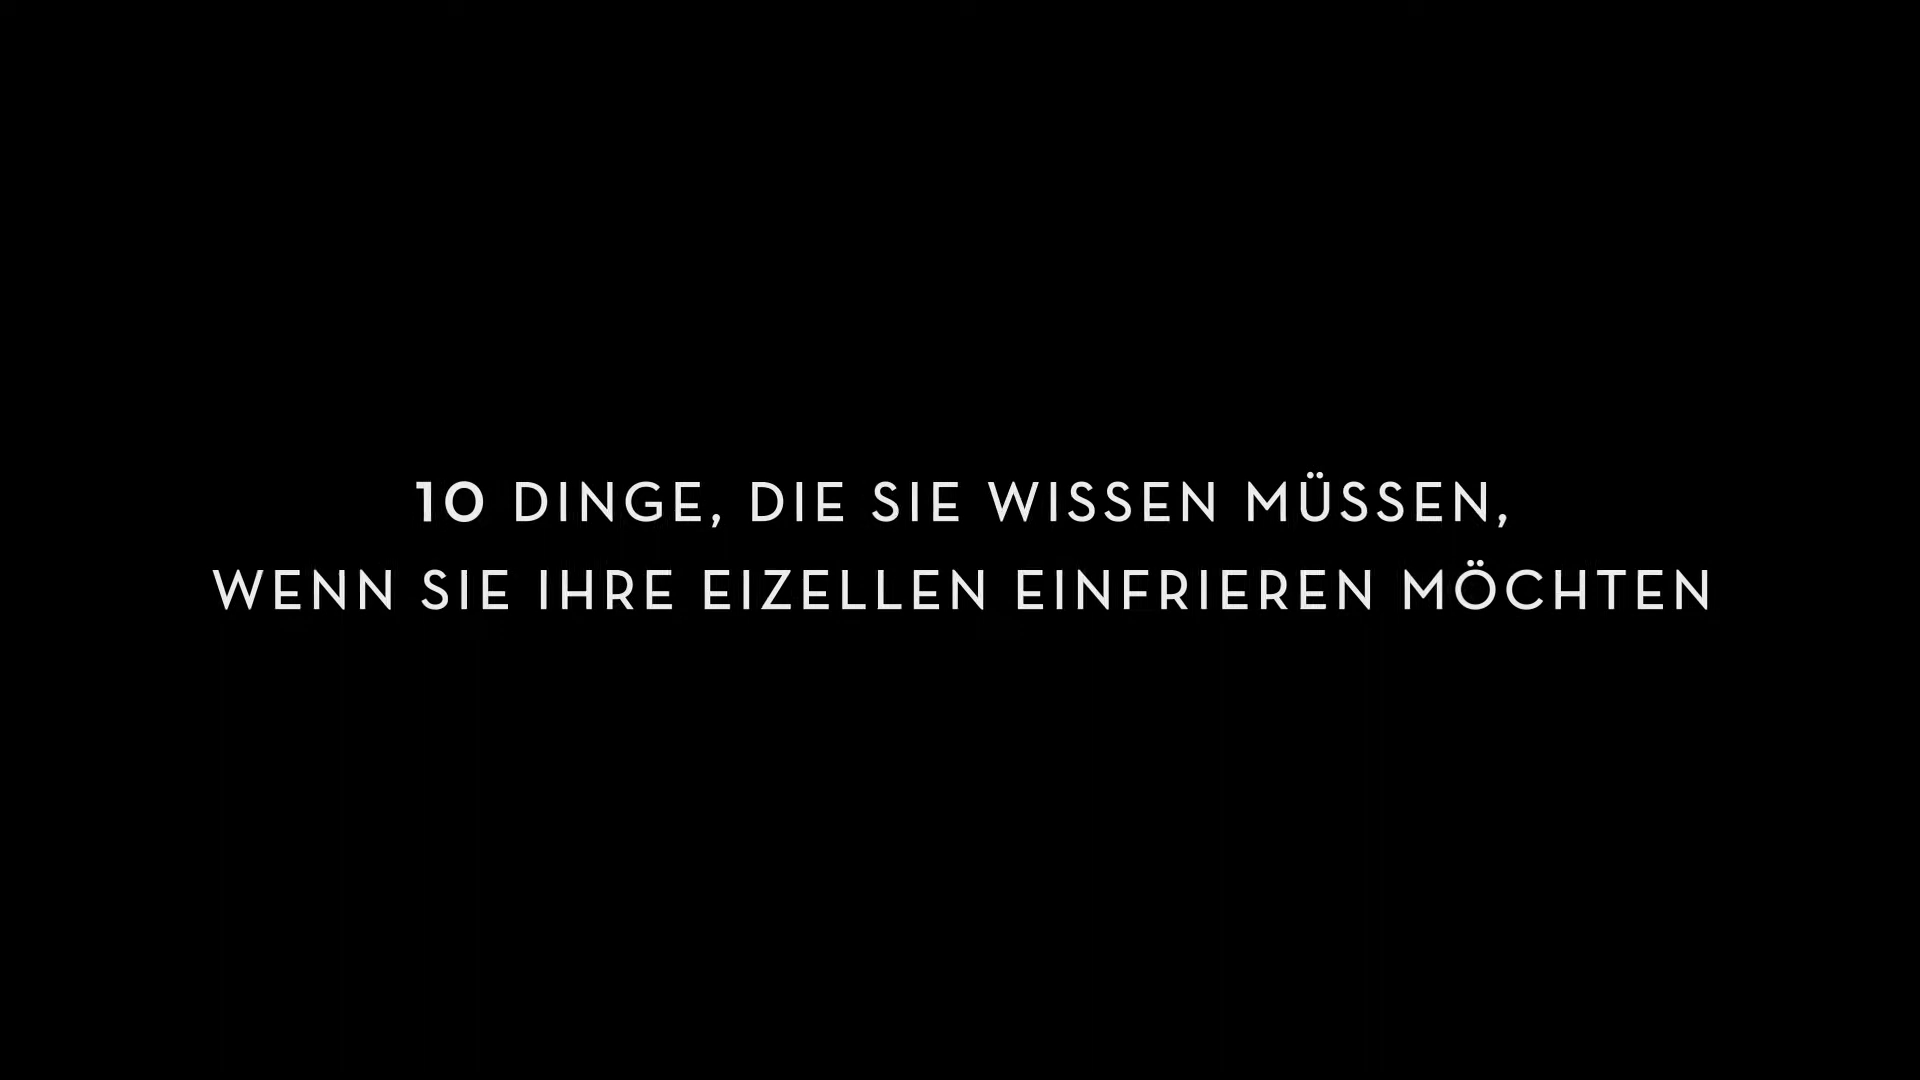 10 DINGE, DIE SIE WISSEN MÜSSEN,
WENN SIE IHRE EIZELLEN EINFRIEREN MÖCHTEN